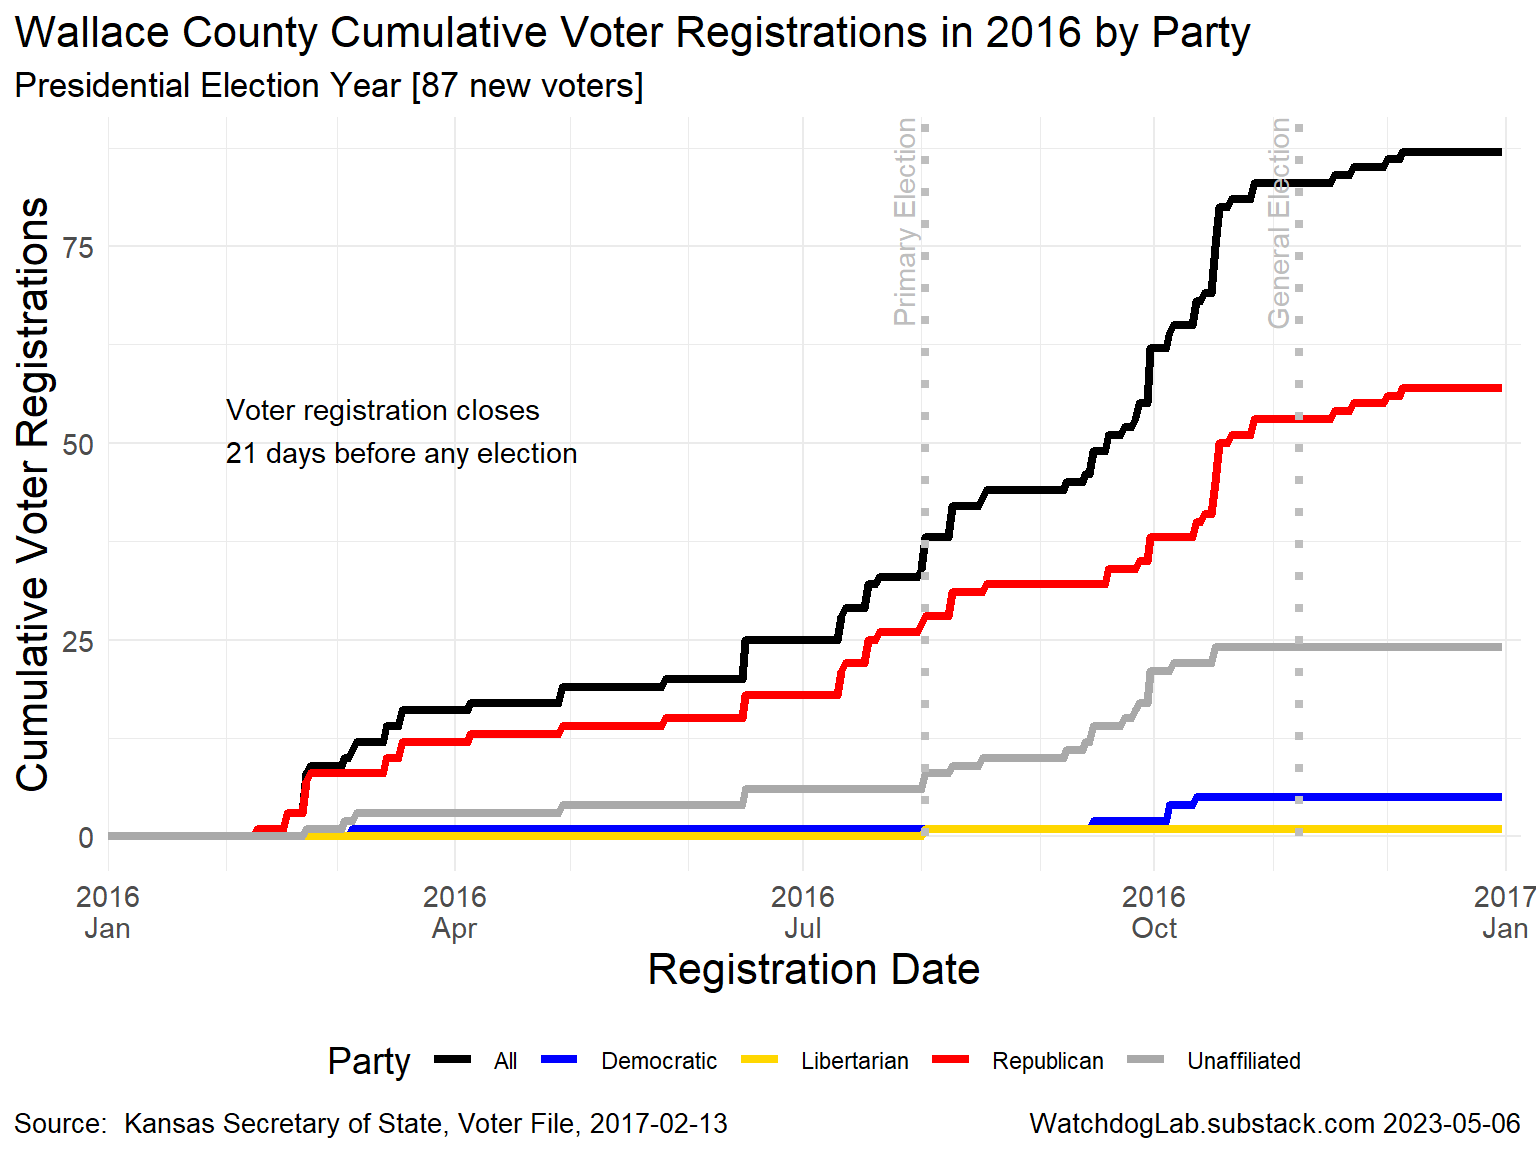 Wallace County Cumulative Voter Registrations in 2016 by Party
Presidential Election Year [87 new voters]
Cumulative Voter Registrations
75
50
25
0
Primary Election
General Election
Voter registration closes
21 days before any election
2016 2016 2016 2016 2017
Jan Apr Jul Oct Jan
Registration Date
Party All Democratic Libertarian Republican Unaffiliated
Source:  Kansas Secretary of State, Voter File, 2017-02-13
WatchdogLab.substack.com 2023-05-06